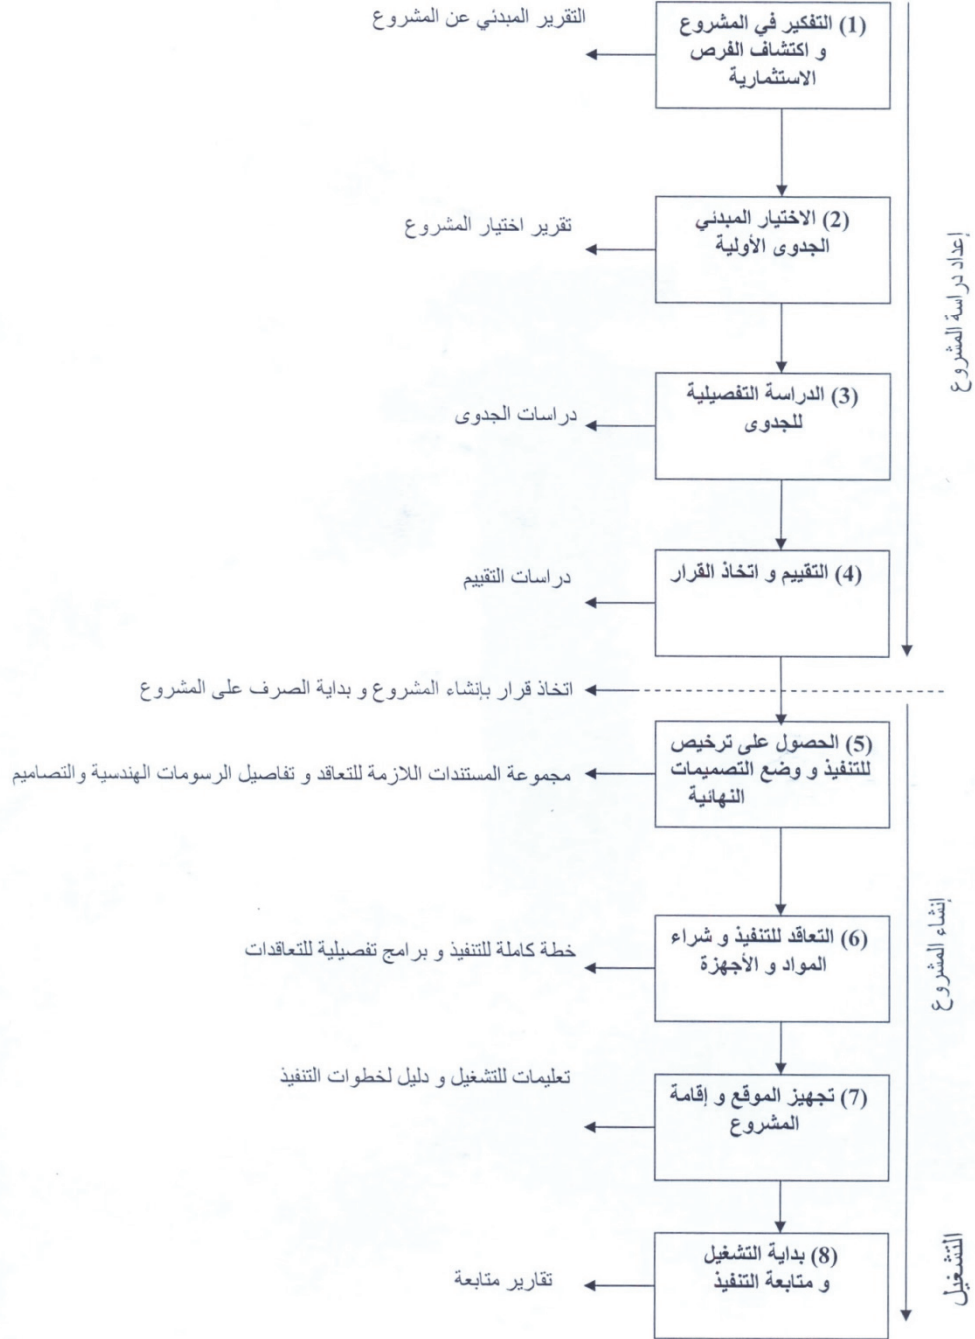 (1) التفكير في المشروع
و اكتشاف الفرص
الاستثمارية
التقرير المبدئي عن المشروع
(2) الاختيار المبدئي
الجدوى الأولية
تقرير اختيار المشروع
إعداد دراسة المشروع
(3) الدراسة التفصيلية
للجدوى
دراسات الجدوى
(4) التقييم و اتخاذ القرار
دراسات التقييم
اتخاذ قرار بإنشاء المشروع و بداية الصرف على المشروع
(5) الحصول على ترخيص
للتنفيذ و وضع التصميمات
النهائية
مجموعة المستندات اللازمة للتعاقد و تفاصيل الرسومات الهندسية والتصاميم
(6) التعاقد للتنفيذ و شراء
المواد و الأجهزة
خطة كاملة للتنفيذ و برامج تفصيلية للتعاقدات
إنشاء المشروع
(7) تجهيز الموقع و إقامة
المشروع
تعليمات للتشغيل و دليل لخطوات التنفيذ
(8) بداية التشغيل
و متابعة التنفيذ
تقارير متابعة
التشغيل